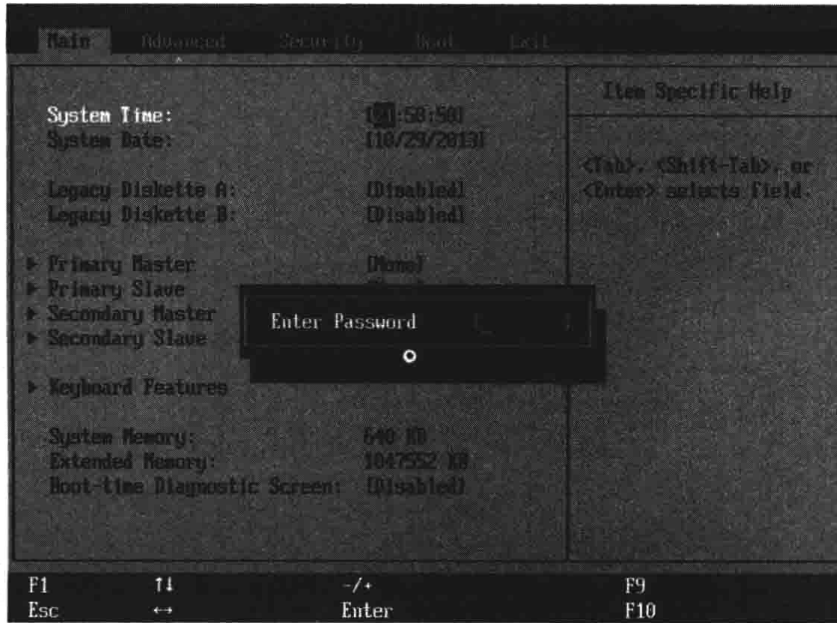 Main Advanced Security Boot Exit
Item Specific Help
System Time: :50:50]
System Date: [10/29/2013]
<Tab>, <Shift-Tab>, or
<Enter> selects field.
Legacy Diskette A: [Disabled]
Legacy Diskette B: [Disabled]
Primary Master [None]
Primary Slave
Secondary Master
Secondary Slave
Enter Password [_ ]
Keyboard Features
System Memory: 640 KB
Extended Memory: 1047552 KB
Boot-time Diagnostic Screen: [Disabled]
F1 ↑↓ -/+ F9
Esc ↔ Enter F10